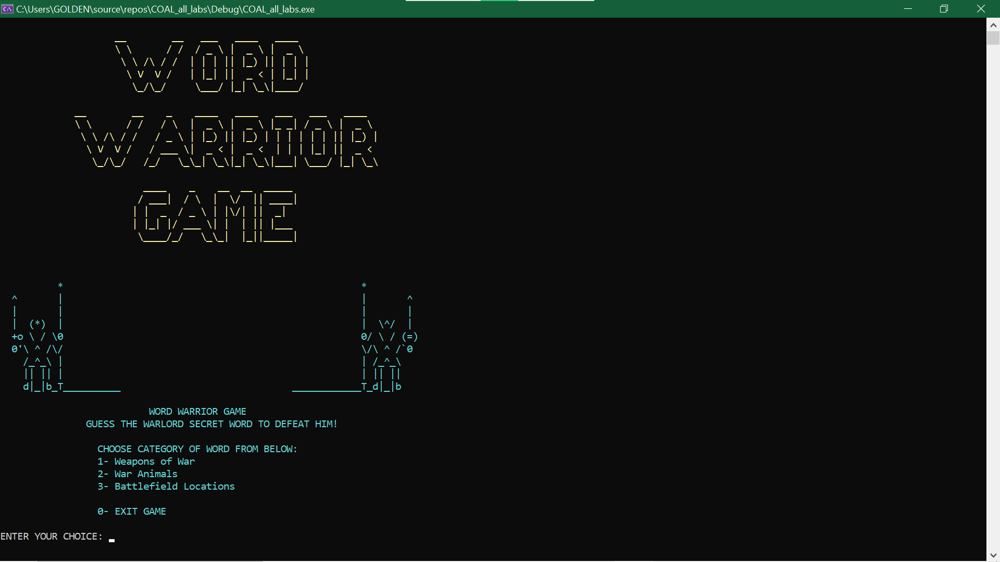 C:\Users\GOLDEN\source\repos\COAL_all_labs\Debug\COAL_all_labs.exe
WORD
WARRIOR
GAME
WORD WARRIOR GAME
GUESS THE WARLORD SECRET WORD TO DEFEAT HIM!
CHOOSE CATEGORY OF WORD FROM BELOW:
1- Weapons of War
2- War Animals
3- Battlefield Locations
0- EXIT GAME
ENTER YOUR CHOICE: